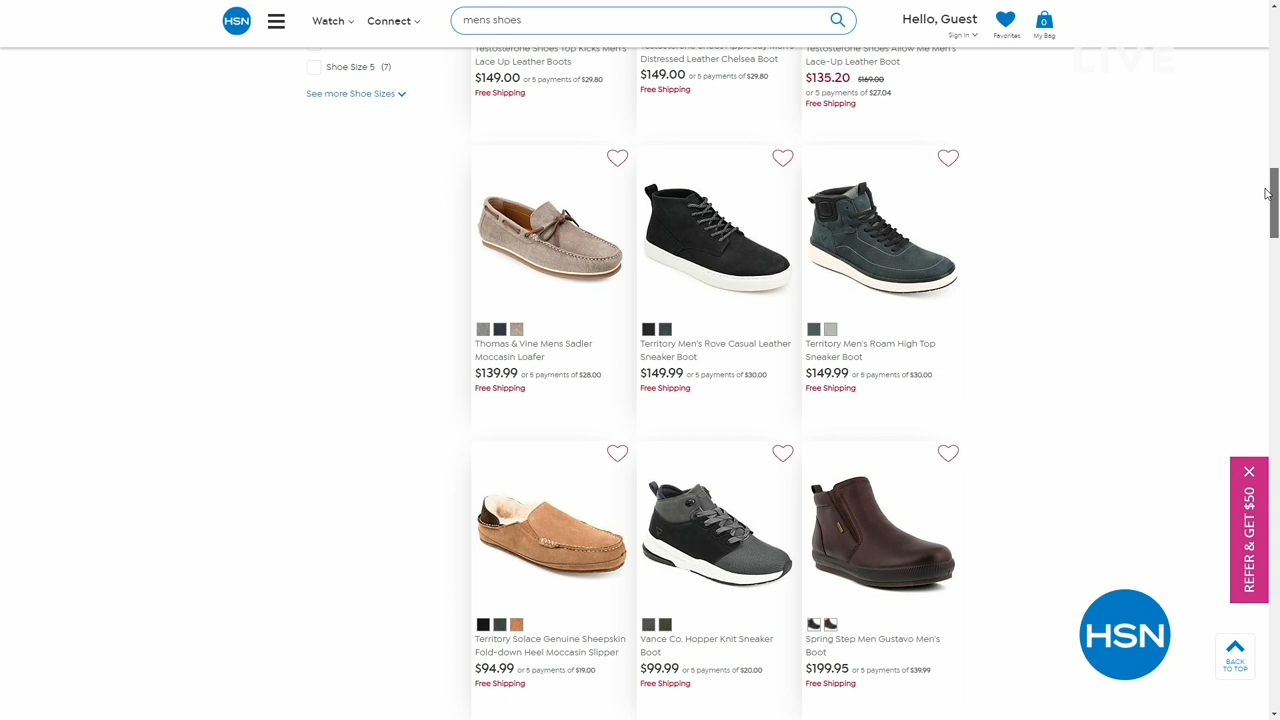 HSN
Watch
Connect
mens shoes
Hello, Guest
Sign in
Favorites
0
My Bag
LIVE
Shoe Size 5 (7)
See more Shoe Sizes
Testosterone Shoes Top Kicks Men's
Lace Up Leather Boots
$149.00 or 5 payments of $29.80
Free Shipping
Distressed Leather Chelsea Boot
$149.00 or 5 payments of $29.80
Free Shipping
Testosterone Shoes Allow Me Men's
Lace-Up Leather Boot
$135.20 $169.00
or 5 payments of $27.04
Free Shipping
Thomas & Vine Mens Sadler
Moccasin Loafer
$139.99 or 5 payments of $28.00
Free Shipping
Territory Men's Rove Casual Leather
Sneaker Boot
$149.99 or 5 payments of $30.00
Free Shipping
Territory Men's Roam High Top
Sneaker Boot
$149.99 or 5 payments of $30.00
Free Shipping
Territory Solace Genuine Sheepskin
Fold-down Heel Moccasin Slipper
$94.99 or 5 payments of $19.00
Free Shipping
Vance Co. Hopper Knit Sneaker
Boot
$99.99 or 5 payments of $20.00
Free Shipping
Spring Step Men Gustavo Men's
Boot
$199.95 or 5 payments of $39.99
Free Shipping
REFER & GET $50
HSN
BACK
TO TOP